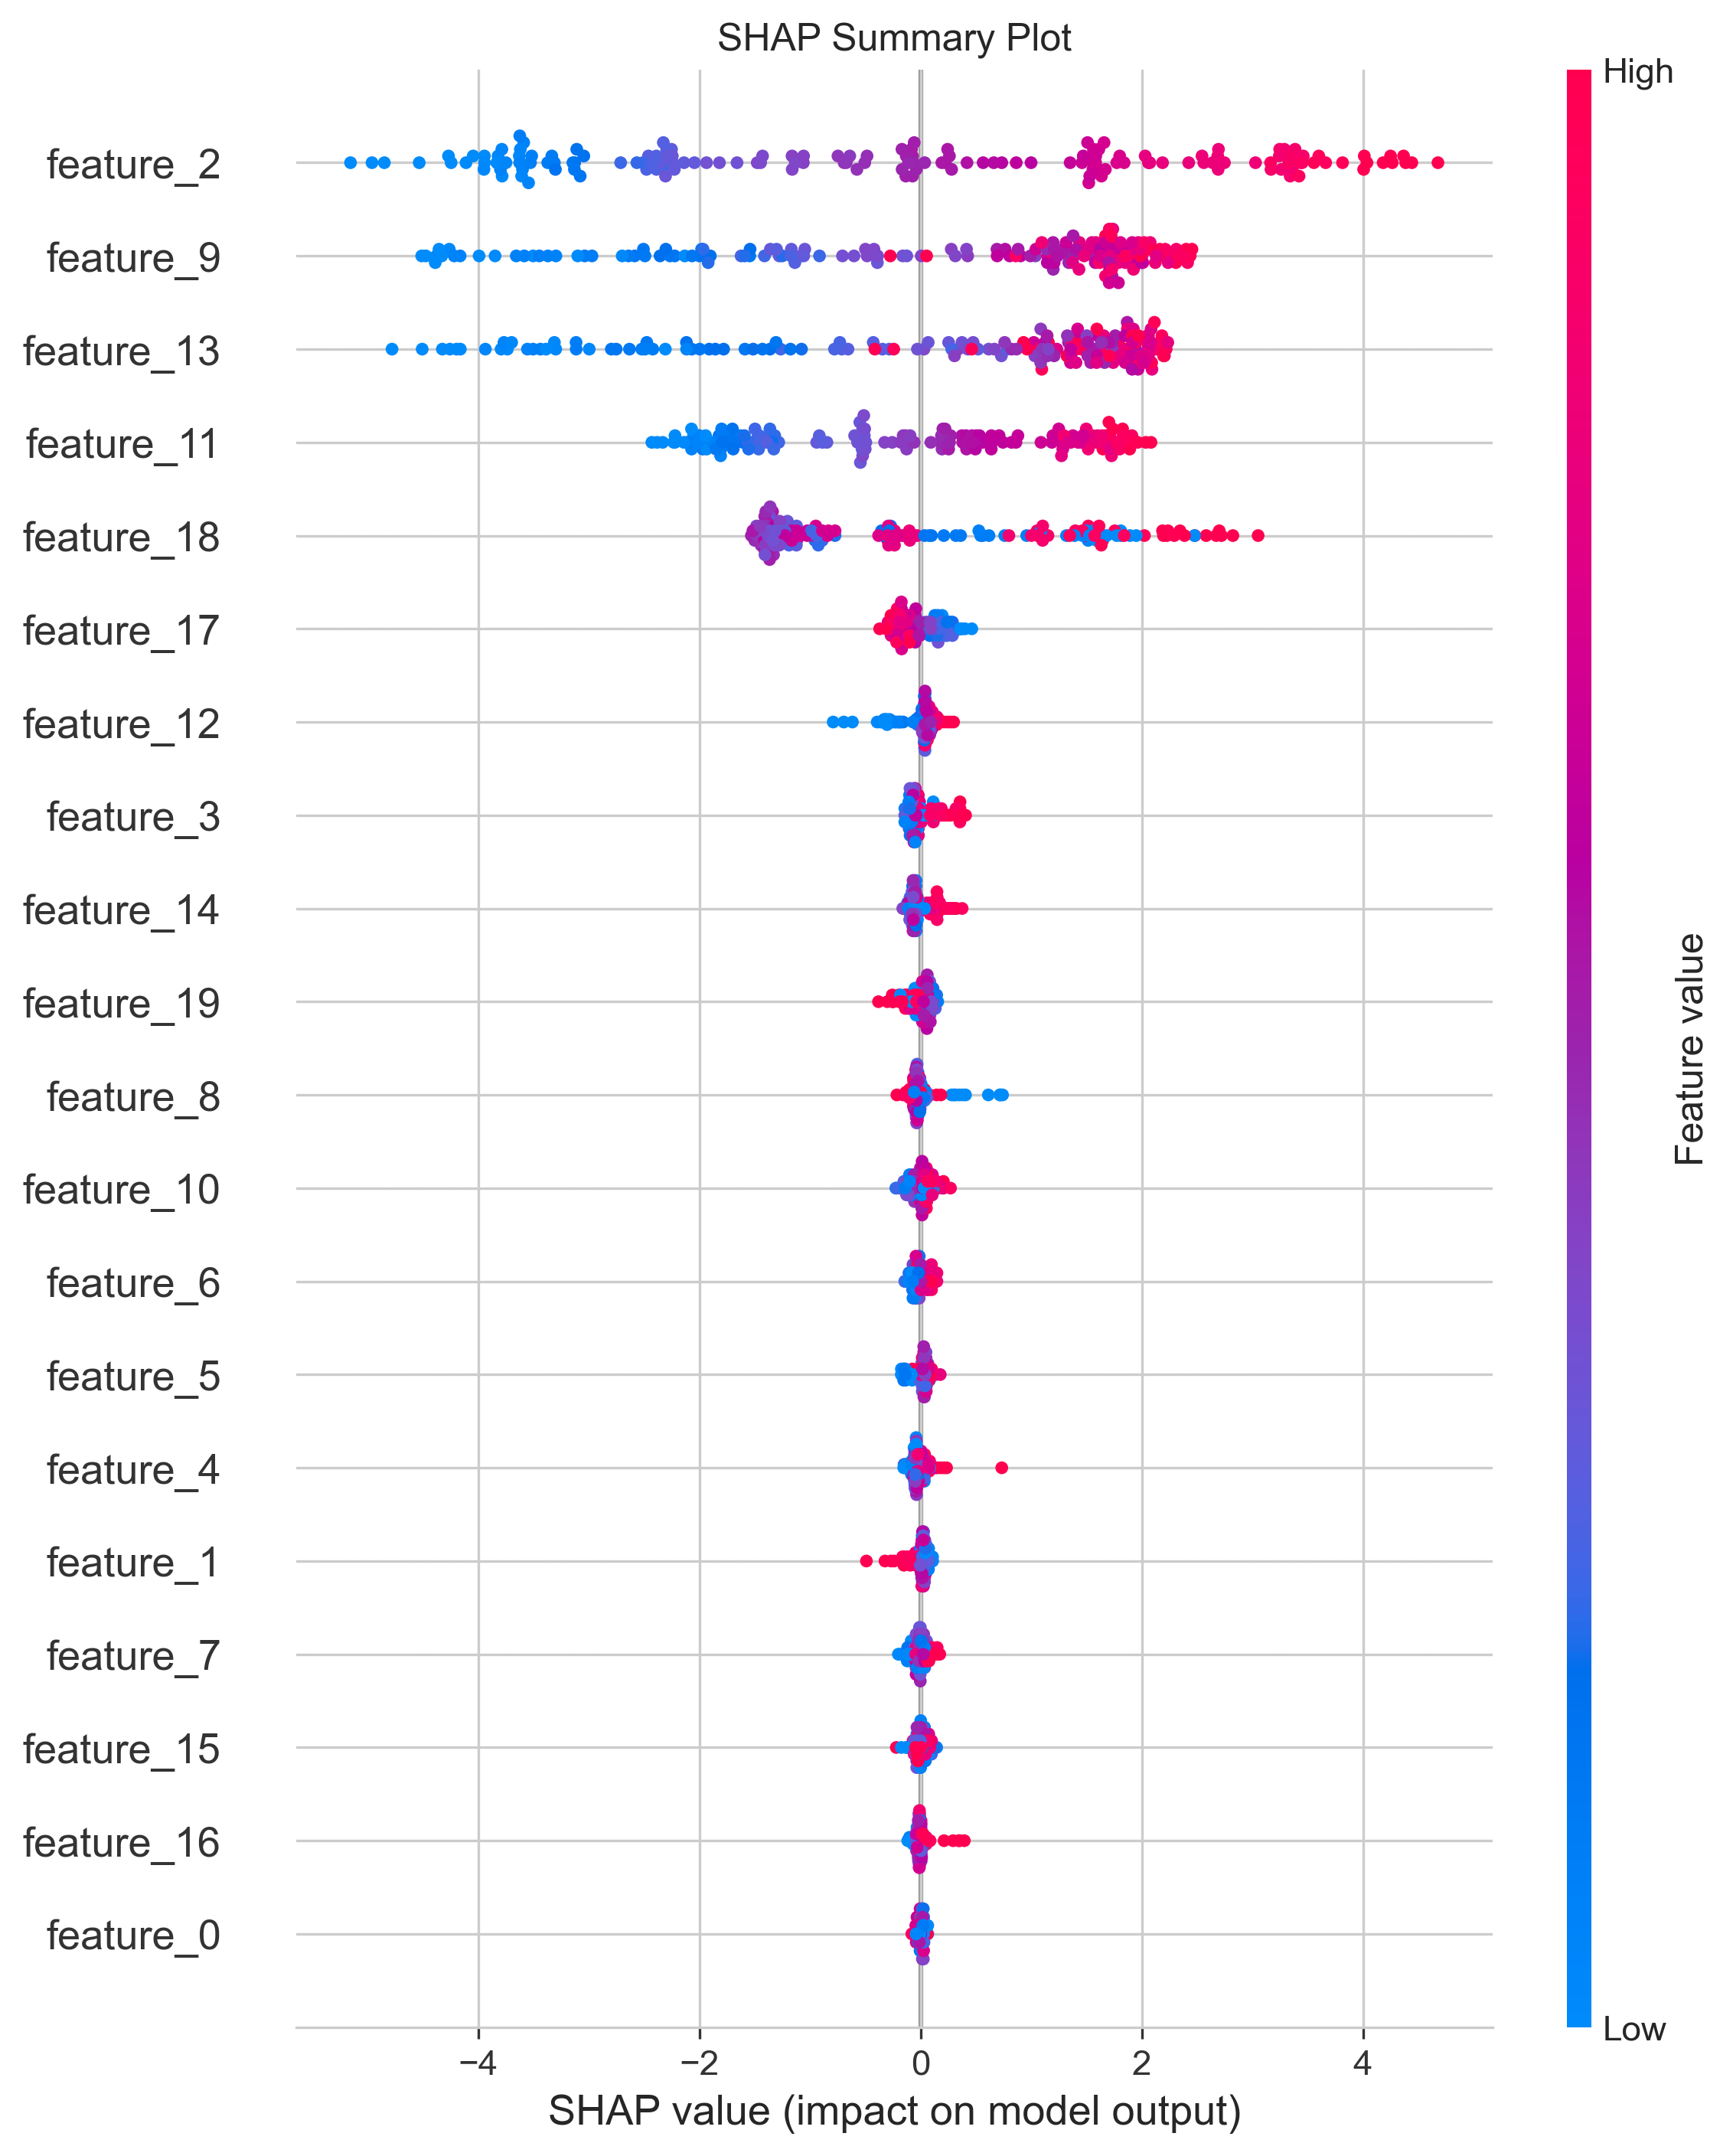 SHAP Summary Plot
High
feature_2
feature_9
feature_13
feature_11
feature_18
feature_17
feature_12
feature_3
feature_14
feature_19
feature_8
feature_10
feature_6
feature_5
feature_4
feature_1
feature_7
feature_15
feature_16
feature_0
Feature value
Low
−4 −2 0 2 4
SHAP value (impact on model output)